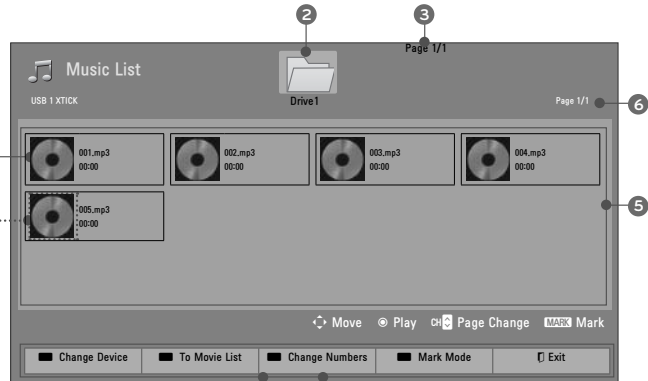 2 3
Page 1/1
Music List
USB 1 XTICK
Drive1
Page 1/1
6
001.mp3
00:00
002.mp3
00:00
003.mp3
00:00
004.mp3
00:00
5
005.mp3
00:00
Move Play CH Page Change MARK Mark
Change Device To Movie List Change Numbers Mark Mode Exit